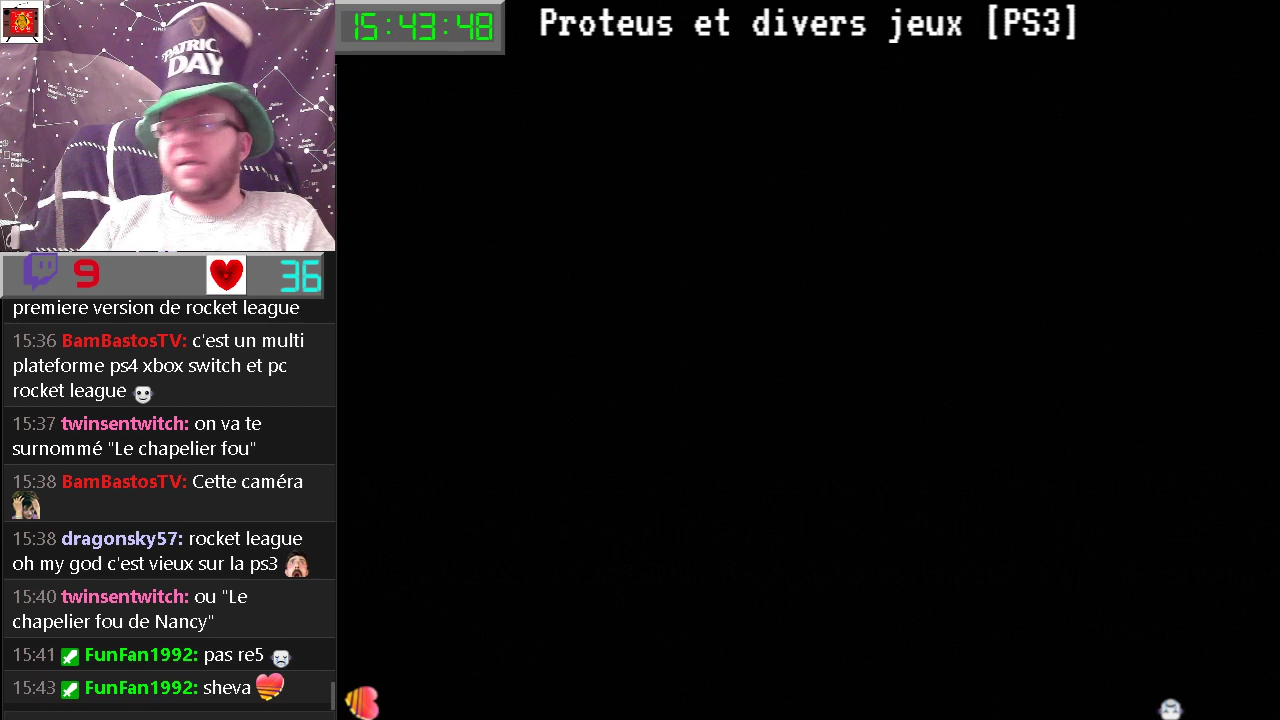 15:43:48
Proteus et divers jeux [PS3]
PATRIC
DAY
9
36
premiere version de rocket league
15:36 BamBastosTV: c'est un multi
plateforme ps4 xbox switch et pc
rocket league
15:37 twinsentwitch: on va te
surnommé "Le chapelier fou"
15:38 BamBastosTV: Cette caméra
15:38 dragonsky57: rocket league
oh my god c'est vieux sur la ps3
15:40 twinsentwitch: ou "Le
chapelier fou de Nancy"
15:41 FunFan1992: pas re5
15:43 FunFan1992: sheva